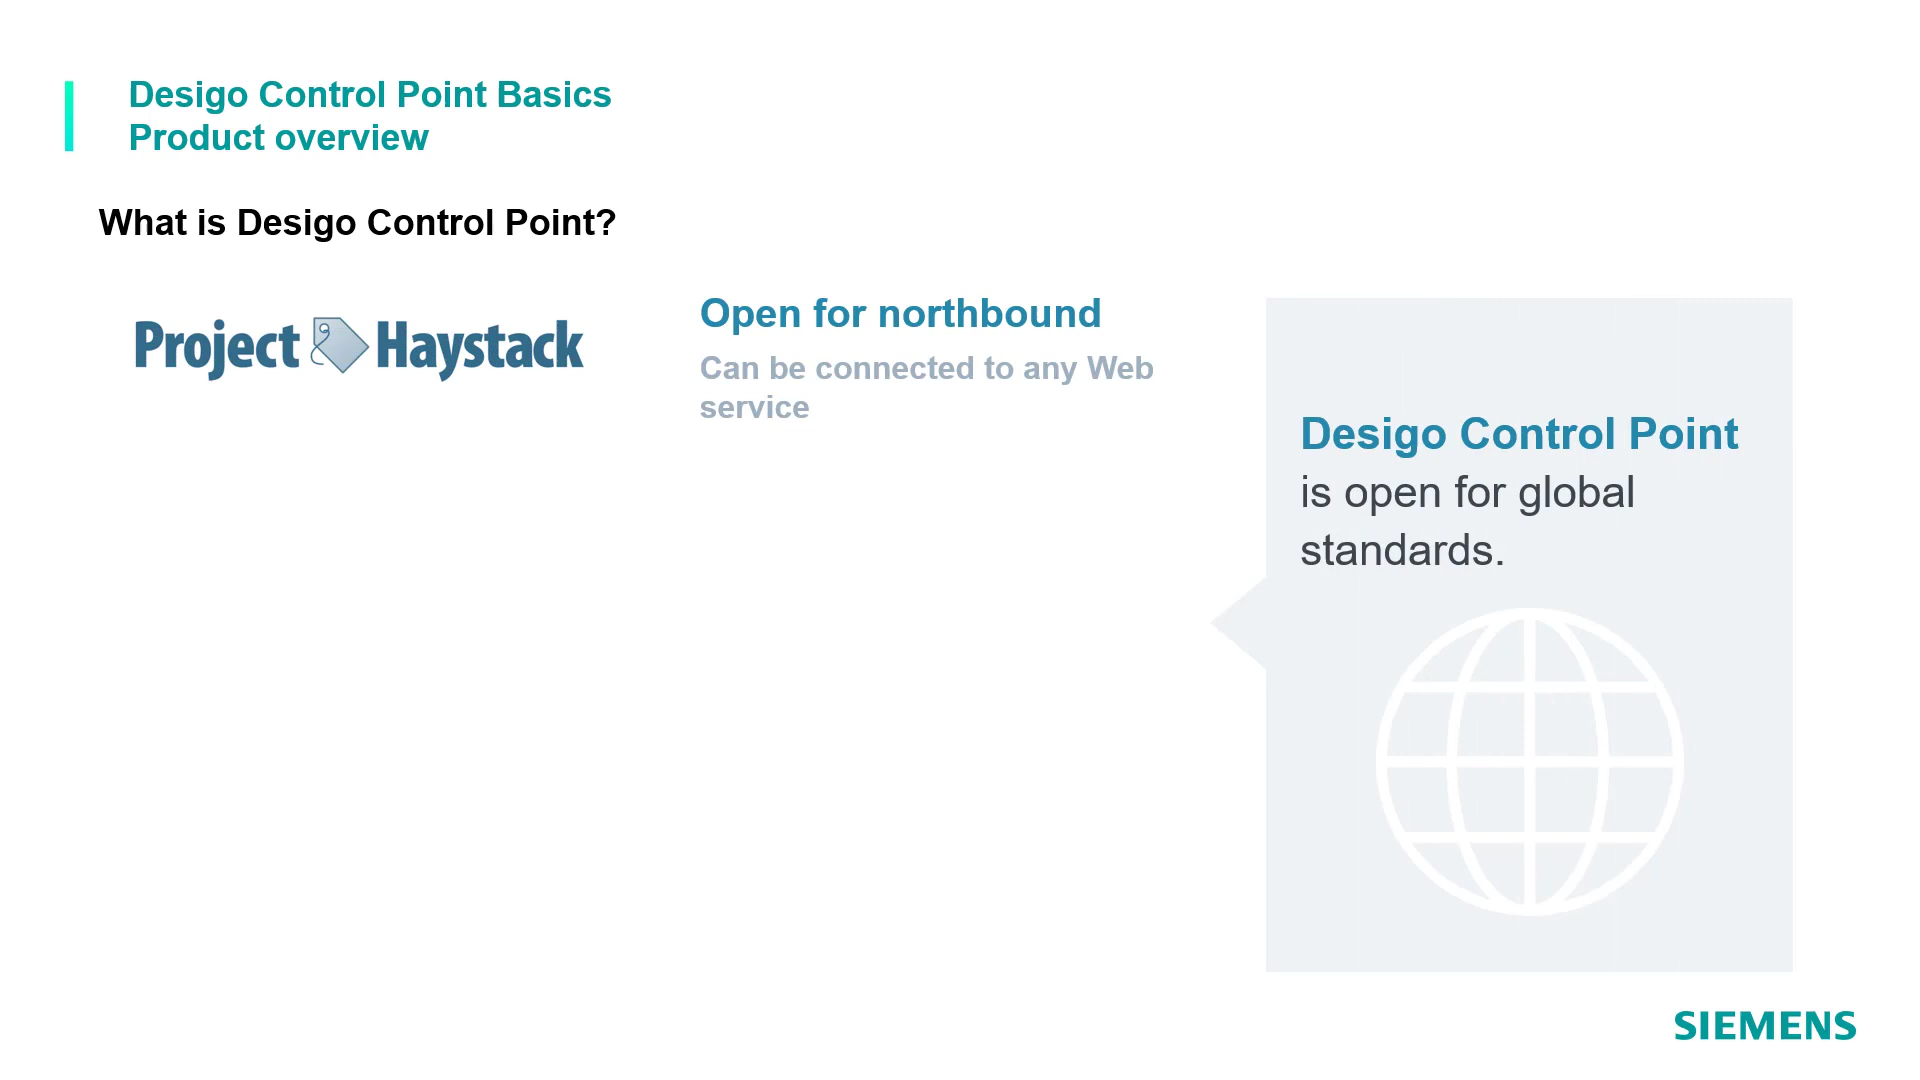 Desigo Control Point Basics
Product overview
What is Desigo Control Point?
Project Haystack
Open for northbound
Can be connected to any Web
service
Desigo Control Point
is open for global
standards.
SIEMENS